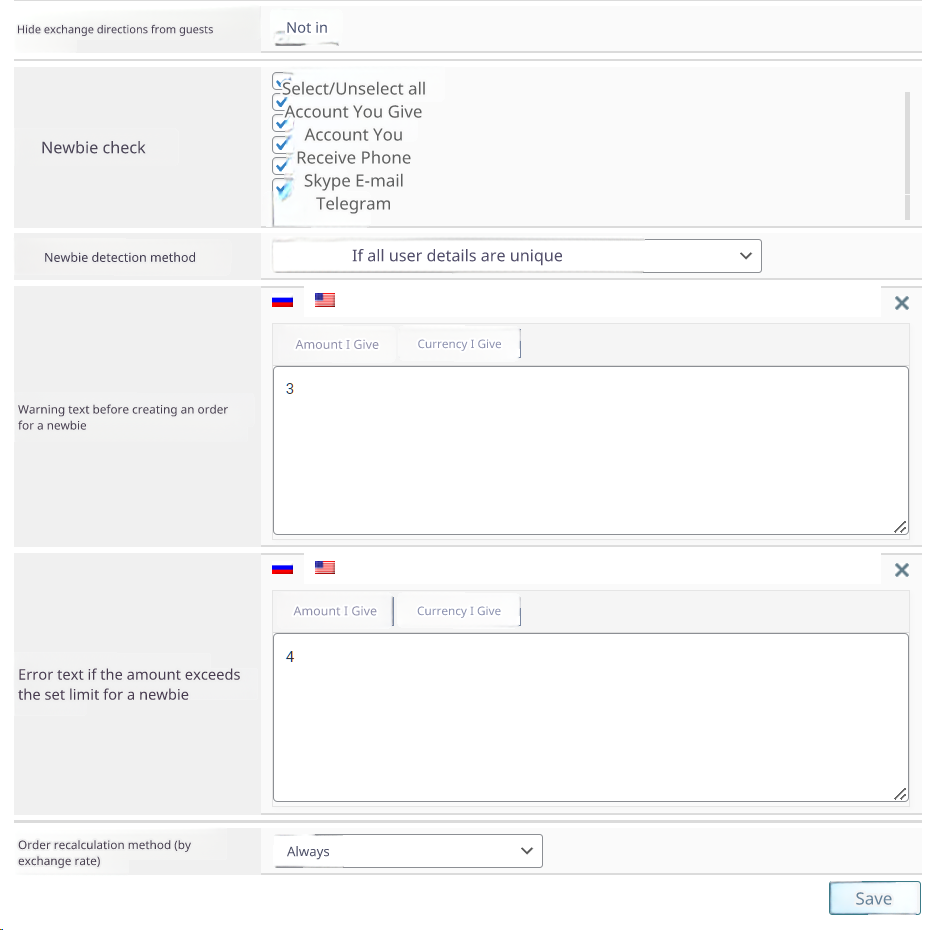 Hide exchange directions from guests
Not in
Newbie check
Select/Unselect all
Account You Give
Account You
Receive Phone
Skype E-mail
Telegram
Newbie detection method
If all user details are unique
Warning text before creating an order
for a newbie
Amount I Give
Currency I Give
3
Error text if the amount exceeds
the set limit for a newbie
Amount I Give
Currency I Give
4
Order recalculation method (by
exchange rate)
Always
Save